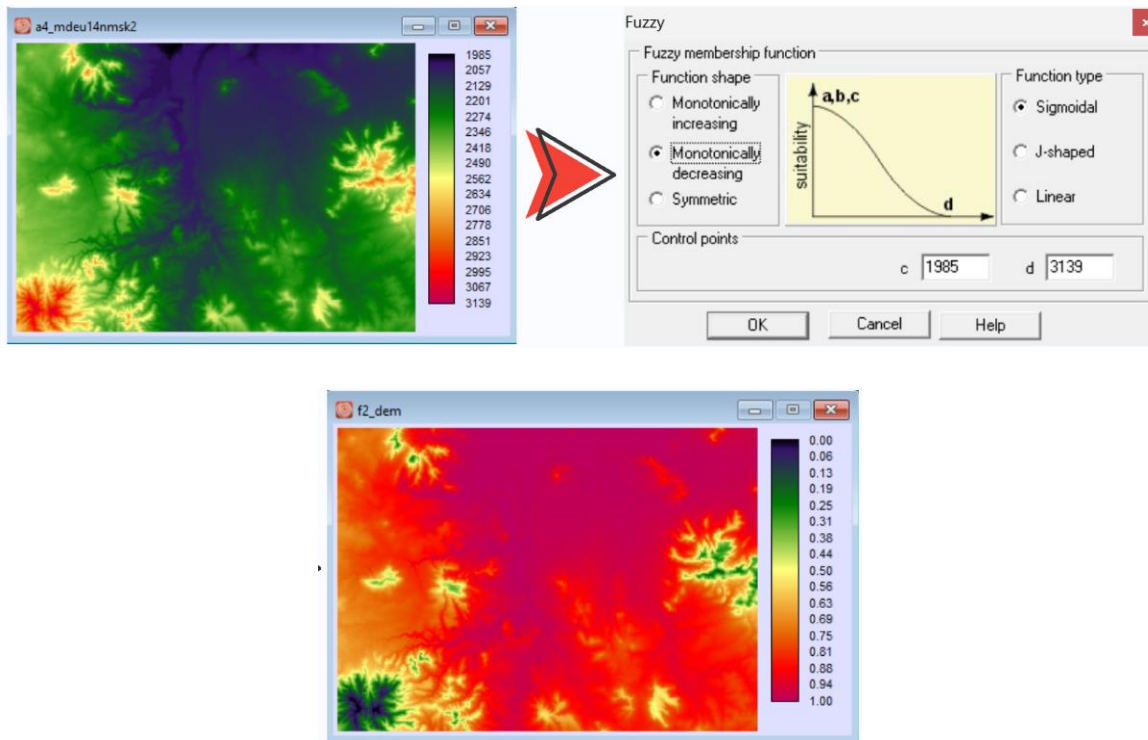 a4_mdeu14nmsk2
1985
2057
2129
2201
2274
2346
2418
2490
2562
2634
2706
2778
2851
2923
2995
3067
3139
Fuzzy
Fuzzy membership function
Function shape
Monotonically
increasing
Monotonically
decreasing
Symmetric
a,b,c
suitability
d
Function type
Sigmoidal
J-shaped
Linear
Control points
c 1985 d 3139
OK Cancel Help
f2_dem
0.00
0.06
0.13
0.19
0.25
0.31
0.38
0.44
0.50
0.56
0.63
0.69
0.75
0.81
0.88
0.94
1.00